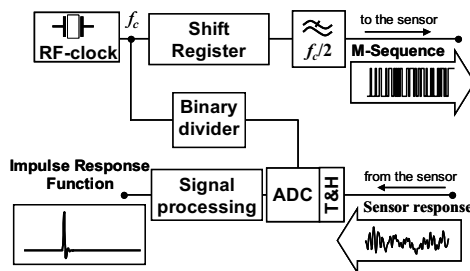 f_c
to the sensor
RF-clock
Shift
Register
f_c/2
M-Sequence
Binary
divider
Impulse Response
Function
Signal
processing
ADC
T&H
from the sensor
Sensor response